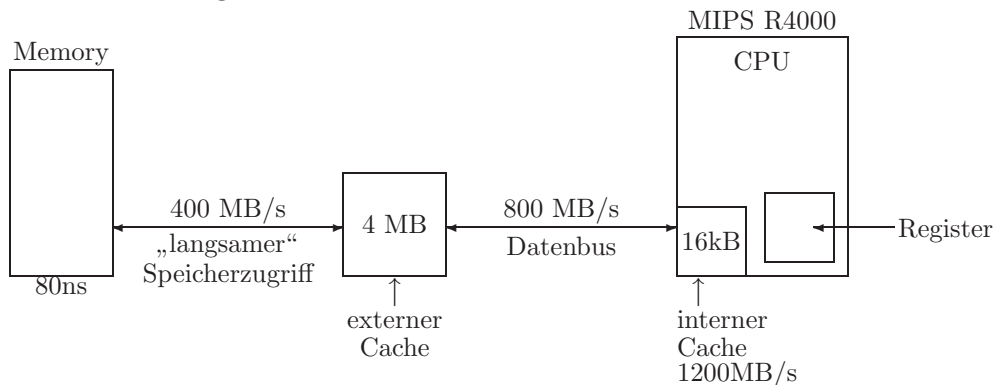 MIPS R4000
Memory
CPU
400 MB/s
„langsamer“
Speicherzugriff
4 MB
800 MB/s
Datenbus
16kB
Register
80ns
externer
Cache
interner
Cache
1200MB/s